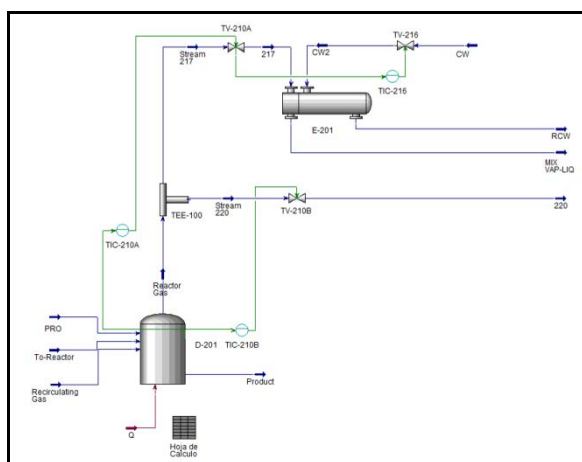 TV-210A
TV-216
Stream
217
217
CW2
CW
TIC-216
E-201
RCW
MIX
VAP-LIQ
TEE-100
Stream
220
TV-210B
220
TIC-210A
Reactor
Gas
PRO
D-201
TIC-210B
To-Reactor
Recirculating
Gas
Product
Q
Hoja de
Calculo